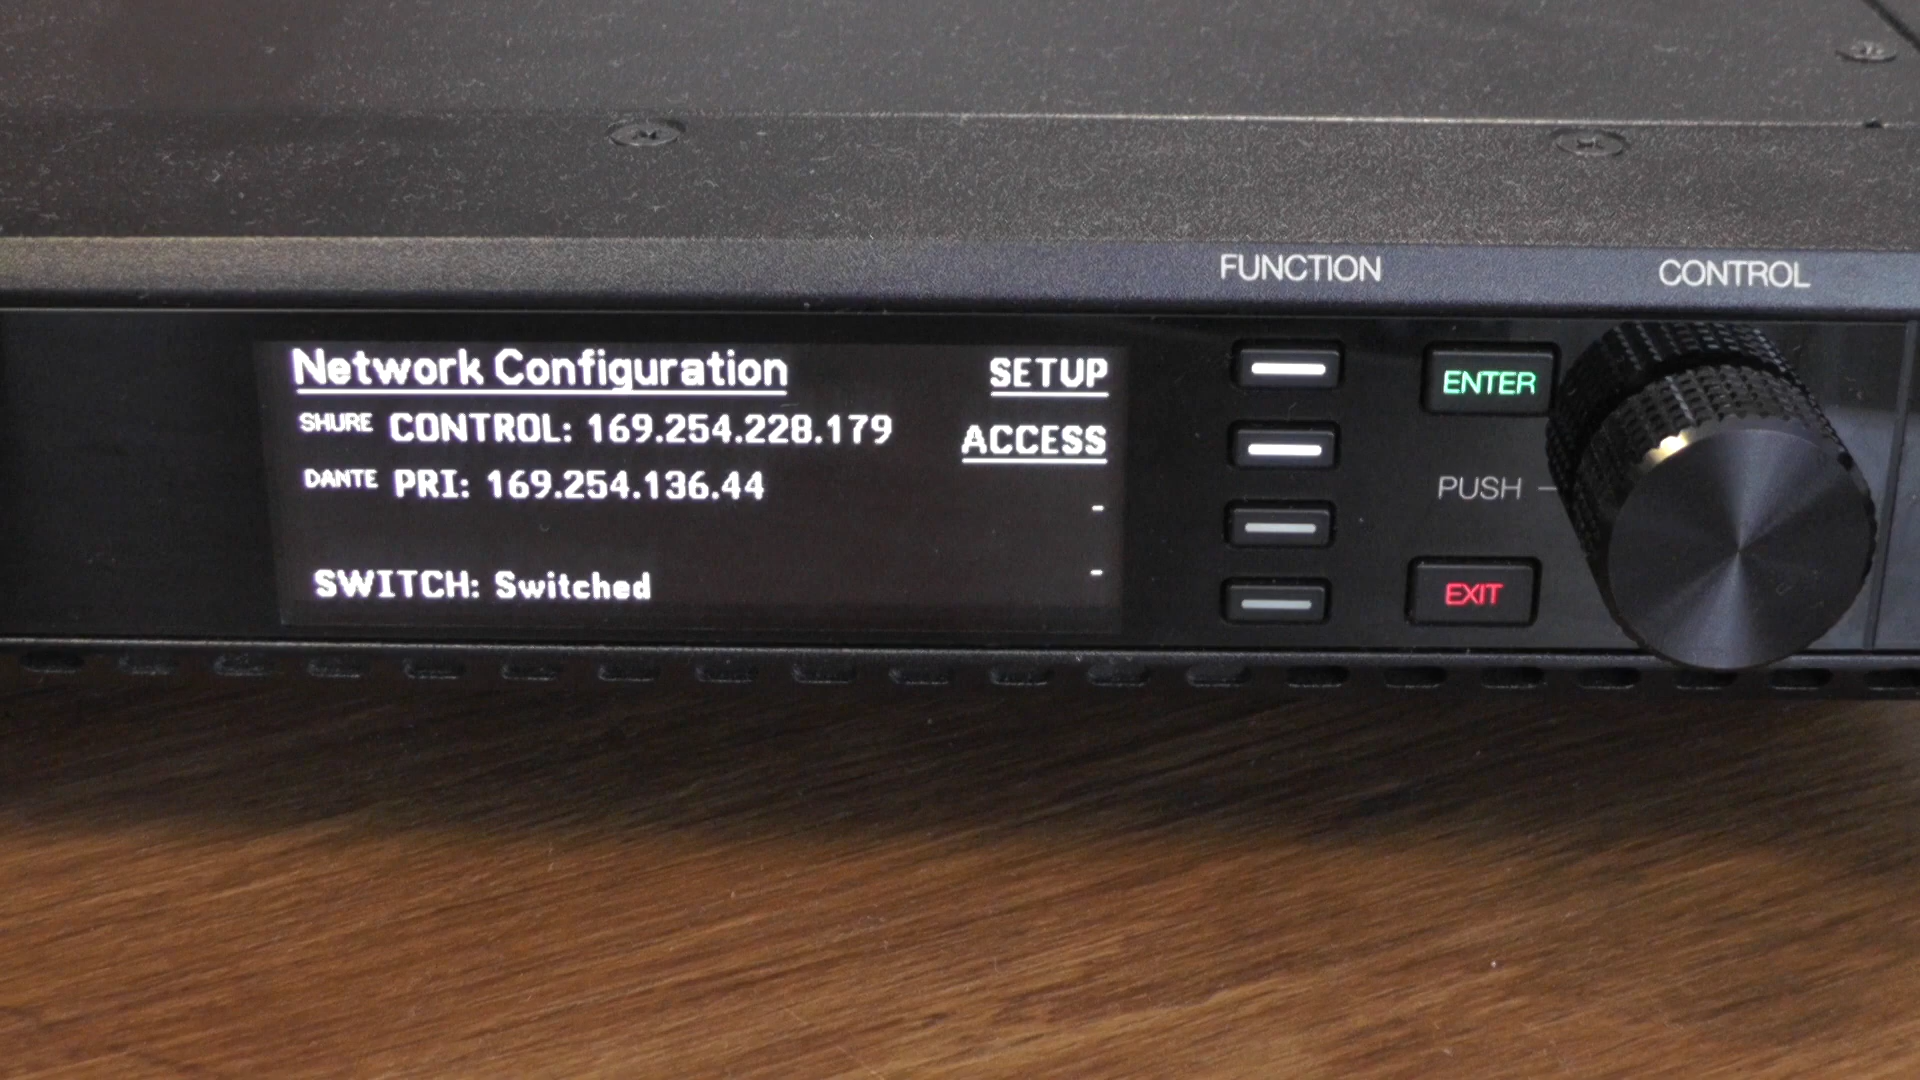 FUNCTION
CONTROL
Network Configuration
SETUP
SHURE CONTROL: 169.254.228.179
ACCESS
DANTE PRI: 169.254.136.44
-
SWITCH: Switched
-
ENTER
PUSH
EXIT